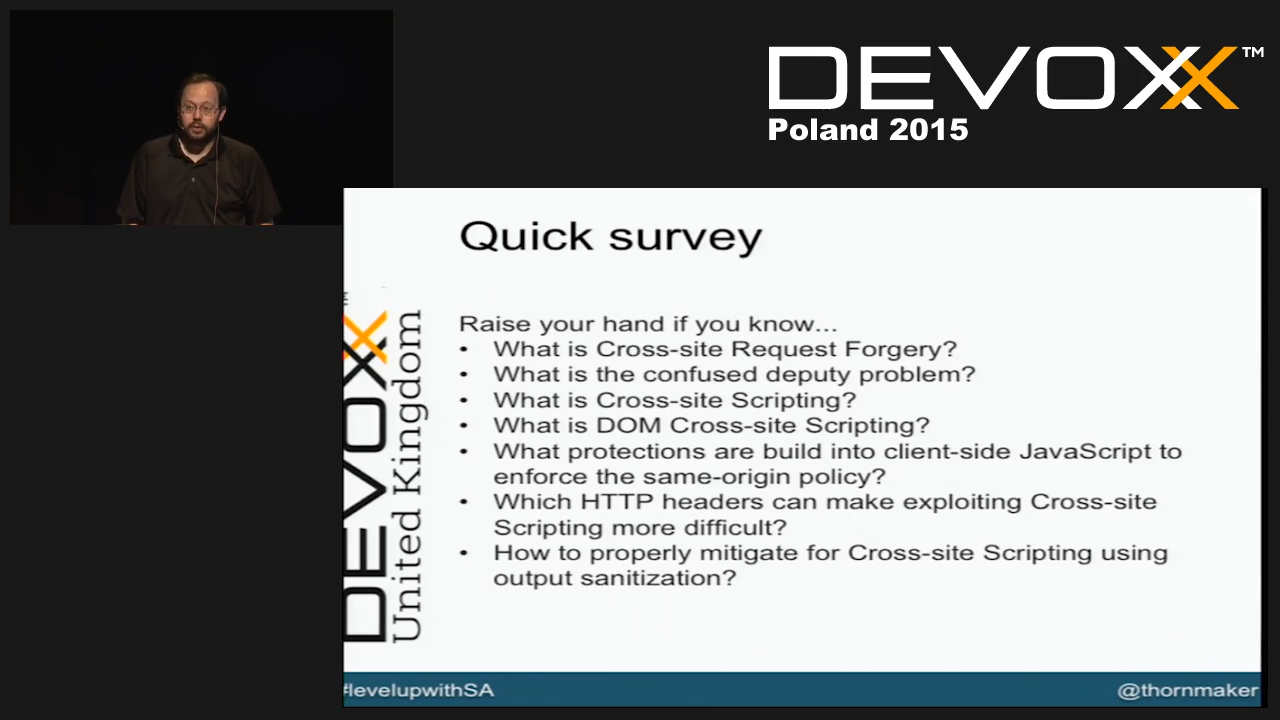 DEVOXX™
Poland 2015
Quick survey
Raise your hand if you know...
• What is Cross-site Request Forgery?
• What is the confused deputy problem?
• What is Cross-site Scripting?
• What is DOM Cross-site Scripting?
• What protections are build into client-side JavaScript to
enforce the same-origin policy?
• Which HTTP headers can make exploiting Cross-site
Scripting more difficult?
• How to properly mitigate for Cross-site Scripting using
output sanitization?
DEVOXX
United Kingdom
#levelupwithSA
@thornmaker